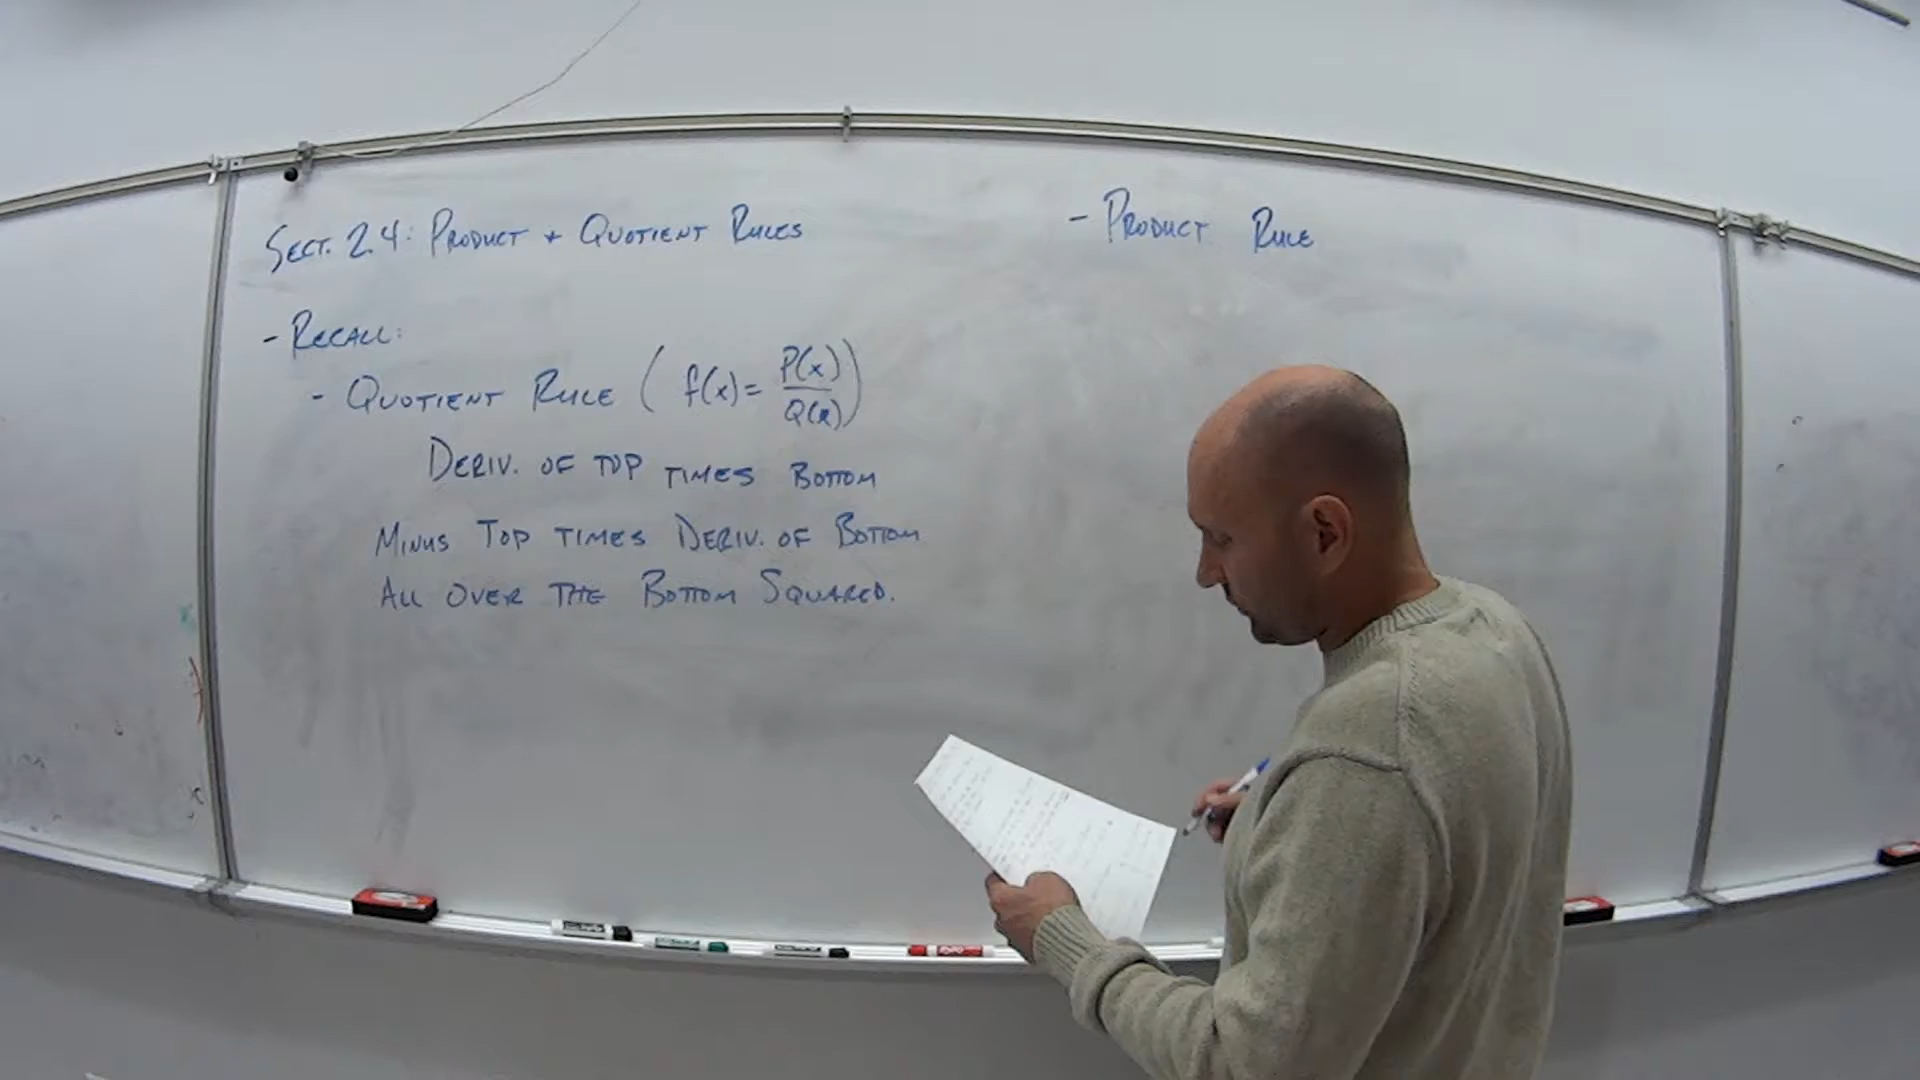 SECT. 2.4: PRODUCT + QUOTIENT RULES
- RECALL:
- QUOTIENT RULE ( f(x) = P(x)/Q(x) )
DERIV. OF TOP TIMES BOTTOM
MINUS TOP TIMES DERIV. OF BOTTOM
ALL OVER THE BOTTOM SQUARED.
- PRODUCT RULE